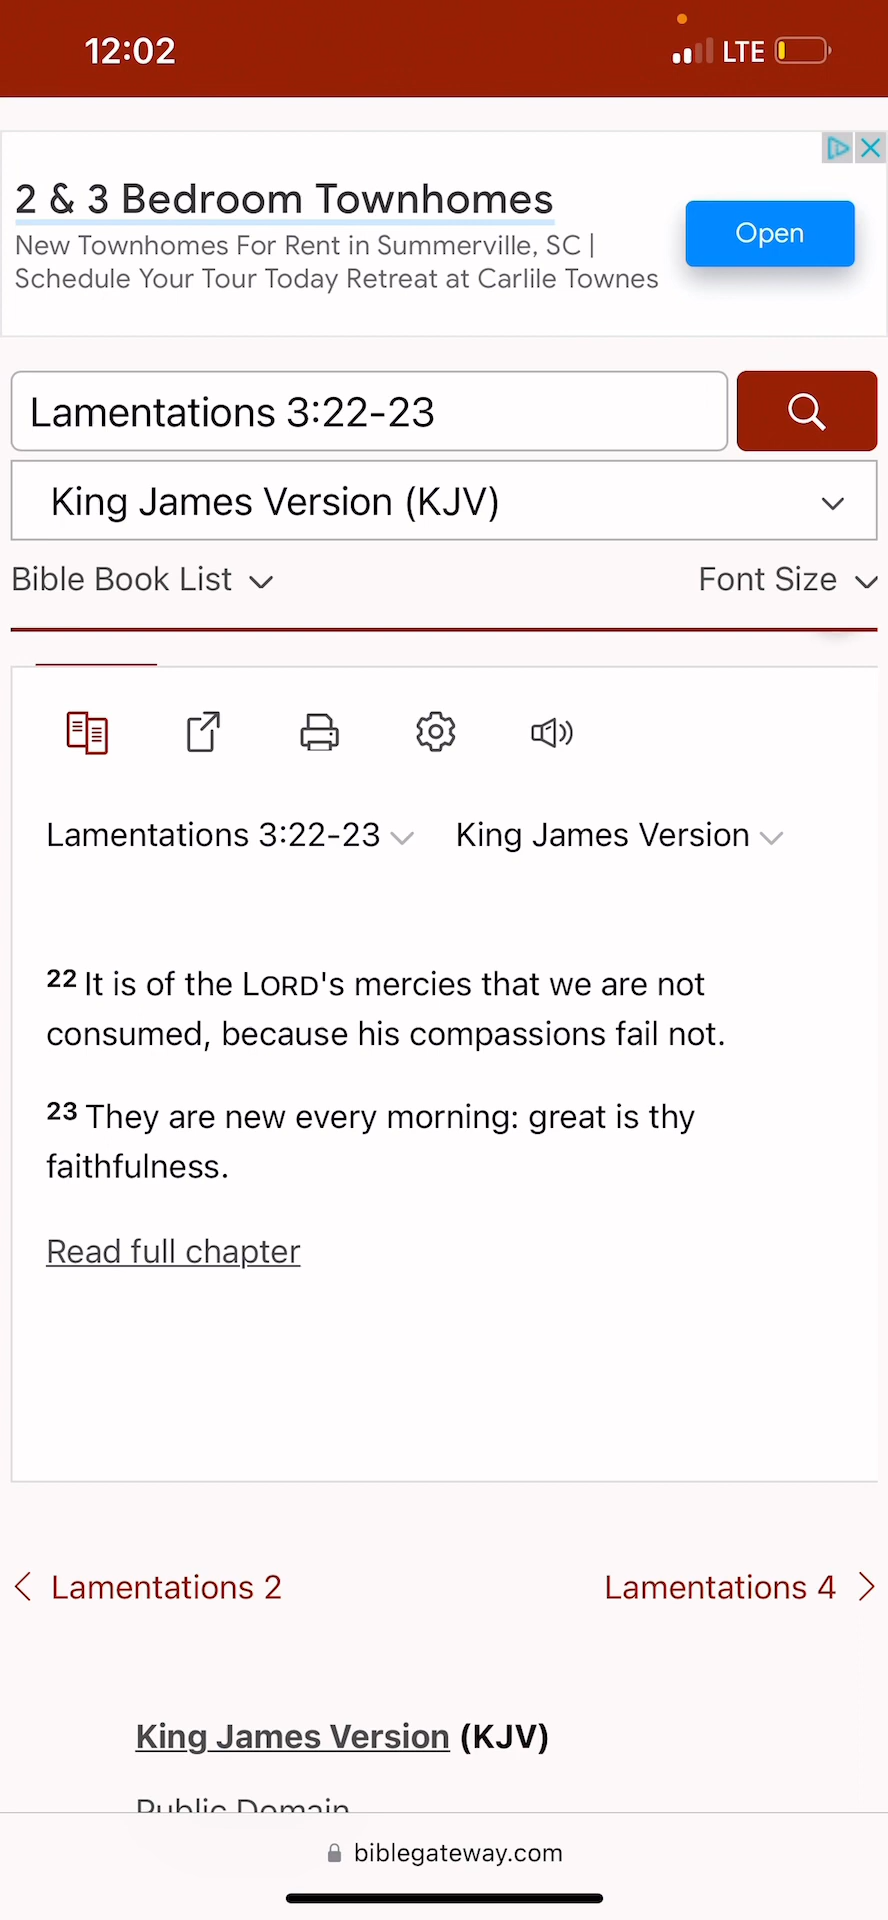 12:02
LTE
2 & 3 Bedroom Townhomes
New Townhomes For Rent in Summerville, SC |
Schedule Your Tour Today Retreat at Carlile Townes
Open
Lamentations 3:22-23
King James Version (KJV)
Bible Book List
Font Size
Lamentations 3:22-23
King James Version
22 It is of the LORD's mercies that we are not
consumed, because his compassions fail not.
23 They are new every morning: great is thy
faithfulness.
Read full chapter
Lamentations 2
Lamentations 4
King James Version (KJV)
Public Domain
biblegateway.com